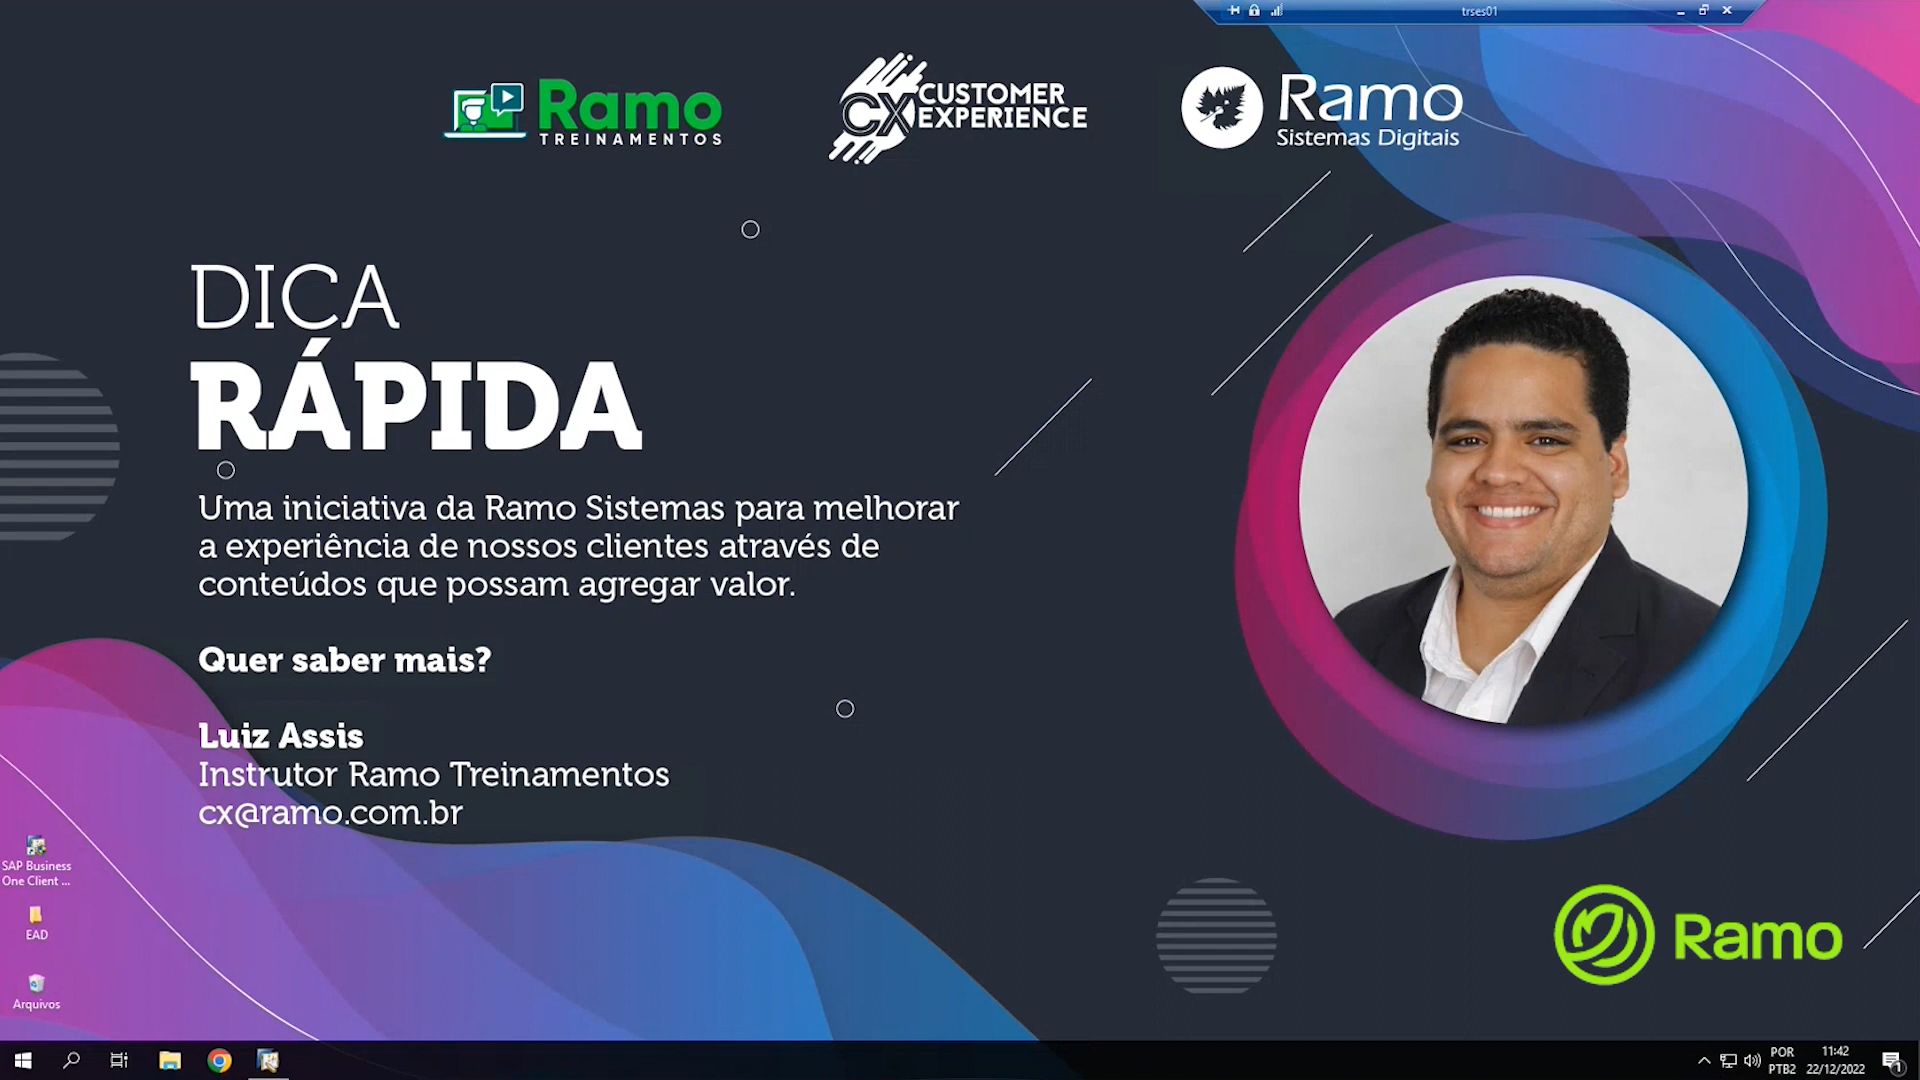 trses01
Ramo
TREINAMENTOS
CX CUSTOMER
EXPERIENCE
Ramo
Sistemas Digitais
DICA
RÁPIDA
Uma iniciativa da Ramo Sistemas para melhorar
a experiência de nossos clientes através de
conteúdos que possam agregar valor.
Quer saber mais?
Luiz Assis
Instrutor Ramo Treinamentos
cx@ramo.com.br
SAP Business
One Client ...
EAD
Arquivos
Ramo
POR
PTB2
11:42
22/12/2022
1